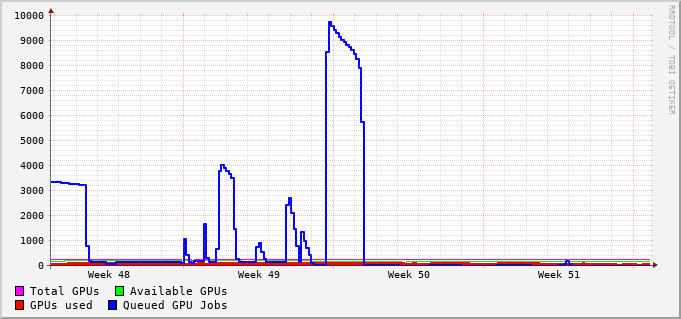 10000
9000
8000
7000
6000
5000
4000
3000
2000
1000
0
Week 48 Week 49 Week 50 Week 51
Total GPUs Available GPUs
GPUs used Queued GPU Jobs
RRDTOOL / TOBI OETIKER